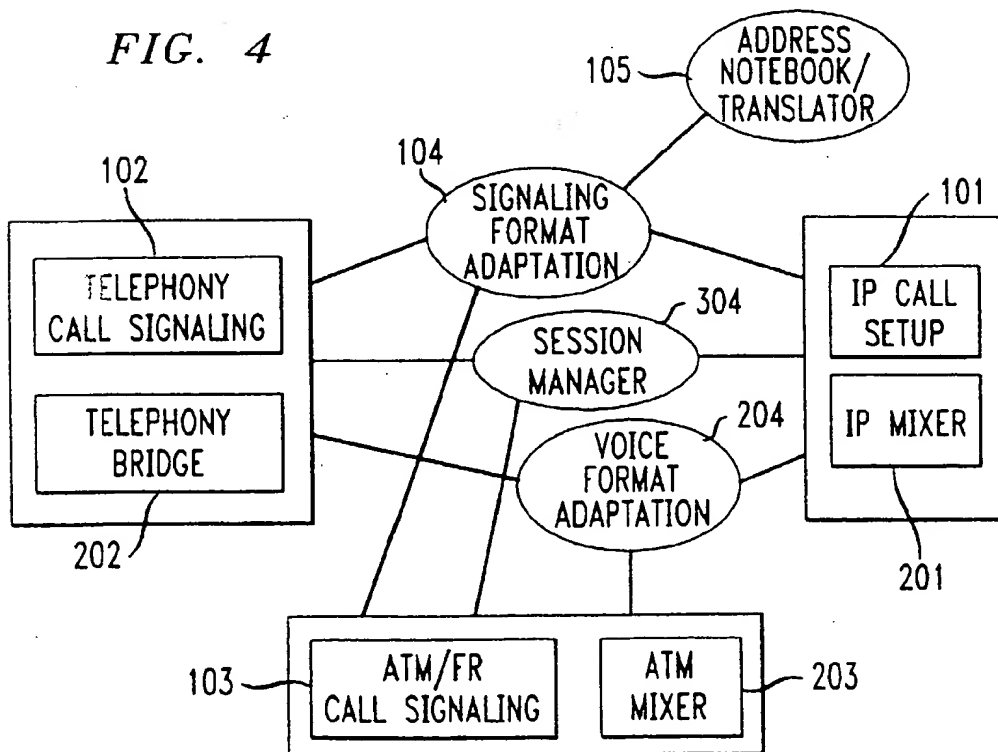 FIG. 4
ADDRESS
NOTEBOOK/
TRANSLATOR
105
104
SIGNALING
FORMAT
ADAPTATION
102
TELEPHONY
CALL SIGNALING
101
IP CALL
SETUP
304
SESSION
MANAGER
TELEPHONY
BRIDGE
202
204
VOICE
FORMAT
ADAPTATION
IP MIXER
201
ATM/FR
CALL SIGNALING
103
ATM
MIXER
203